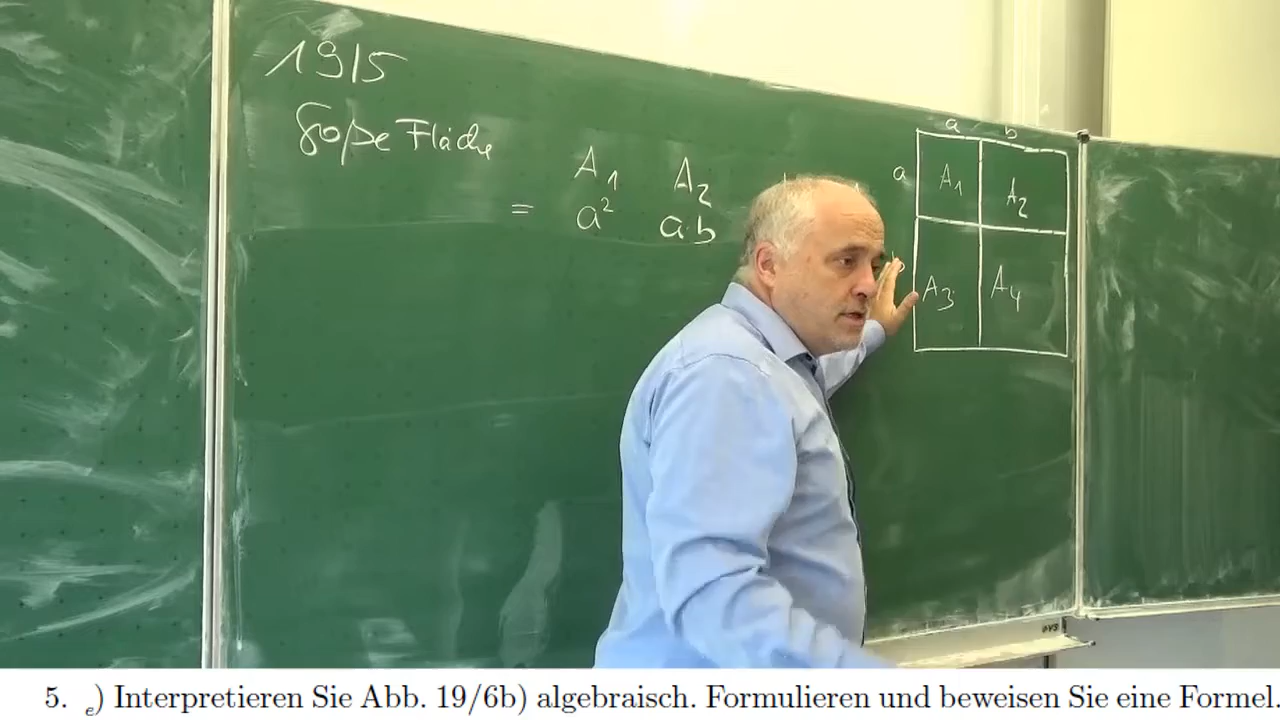 19/5
große Fläche
A₁ A₂
= a² a·b
a b
a A₁ A₂
b A₃ A₄
5. e) Interpretieren Sie Abb. 19/6b) algebraisch. Formulieren und beweisen Sie eine Formel.